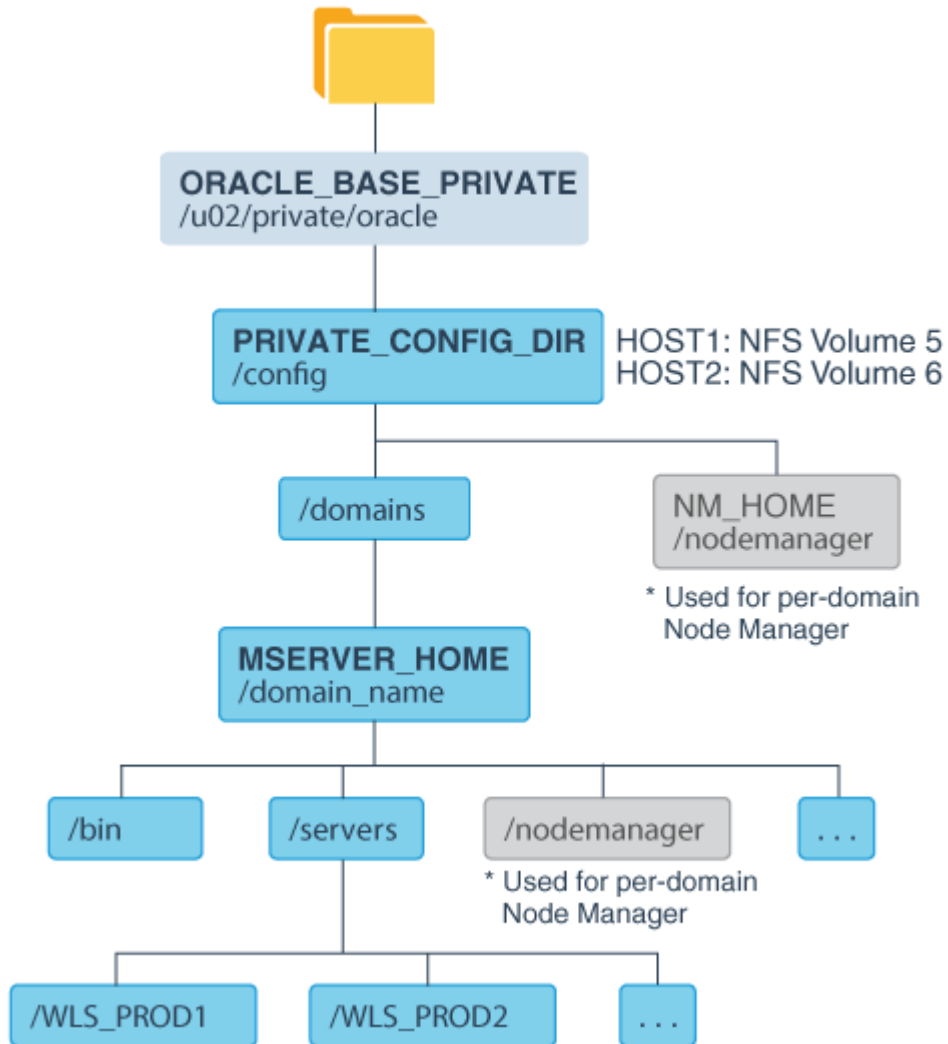 ORACLE_BASE_PRIVATE
/u02/private/oracle
PRIVATE_CONFIG_DIR
/config
HOST1: NFS Volume 5
HOST2: NFS Volume 6
/domains
NM_HOME
/nodemanager
* Used for per-domain
Node Manager
MSERVER_HOME
/domain_name
/bin
/servers
/nodemanager
. . .
* Used for per-domain
Node Manager
/WLS_PROD1
/WLS_PROD2
. . .